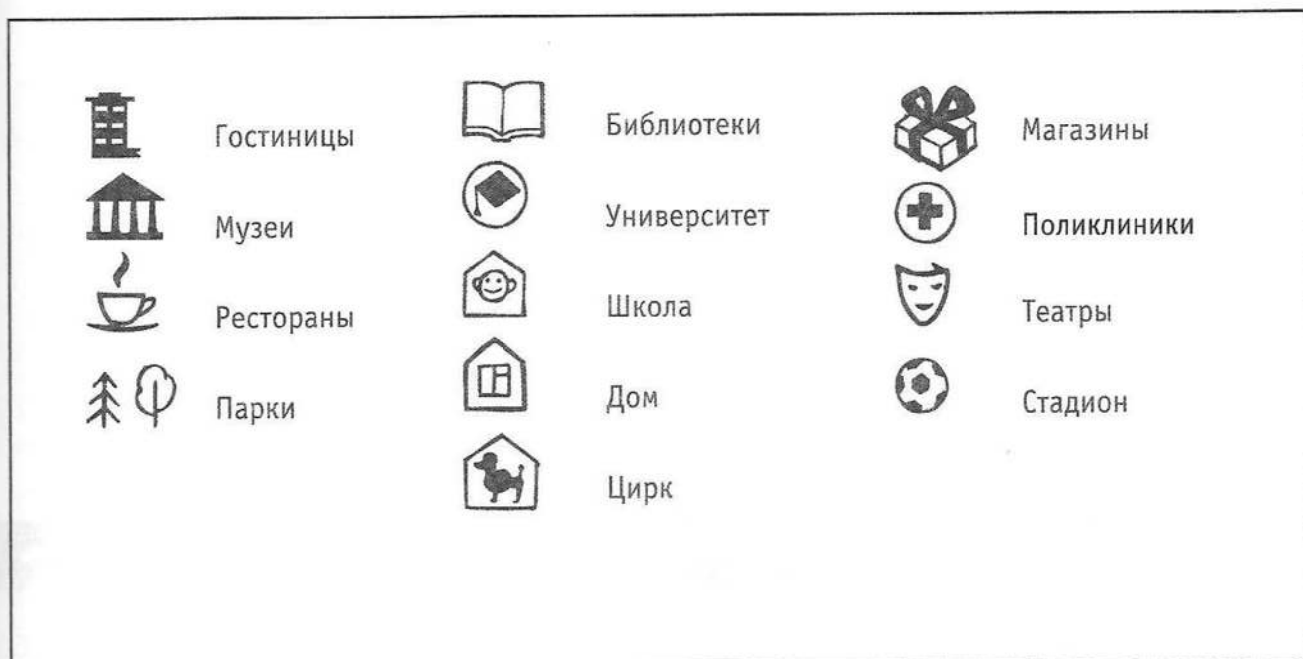 Гостиницы
Музеи
Рестораны
Парки
Библиотеки
Университет
Школа
Дом
Цирк
Магазины
Поликлиники
Театры
Стадион